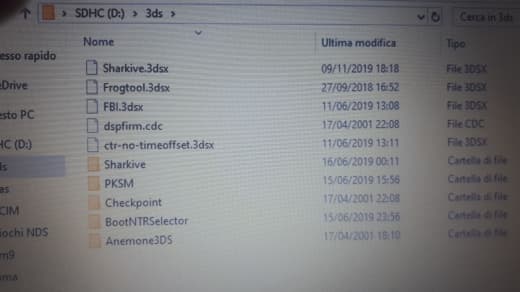 SDHC (D:) > 3ds >
Cerca in 3ds
Nome Ultima modifica Tipo
Sharkive.3dsx 09/11/2019 18:18 File 3DSX
Frogtool.3dsx 27/09/2018 16:52 File 3DSX
FBI.3dsx 11/06/2019 13:08 File 3DSX
dspfirm.cdc 17/04/2001 22:08 File CDC
ctr-no-timeoffset.3dsx 11/06/2019 13:11 File 3DSX
Sharkive 16/06/2019 00:11 Cartella di file
PKSM 15/06/2019 15:56 Cartella di file
Checkpoint 17/04/2001 22:08 Cartella di file
BootNTRSelector 15/06/2019 23:56 Cartella di file
Anemone3DS 17/04/2001 18:10 Cartella di file
esso rapido
eDrive
esto PC
HC (D:)
ds
as
CIM
iochi NDS
m9
ma